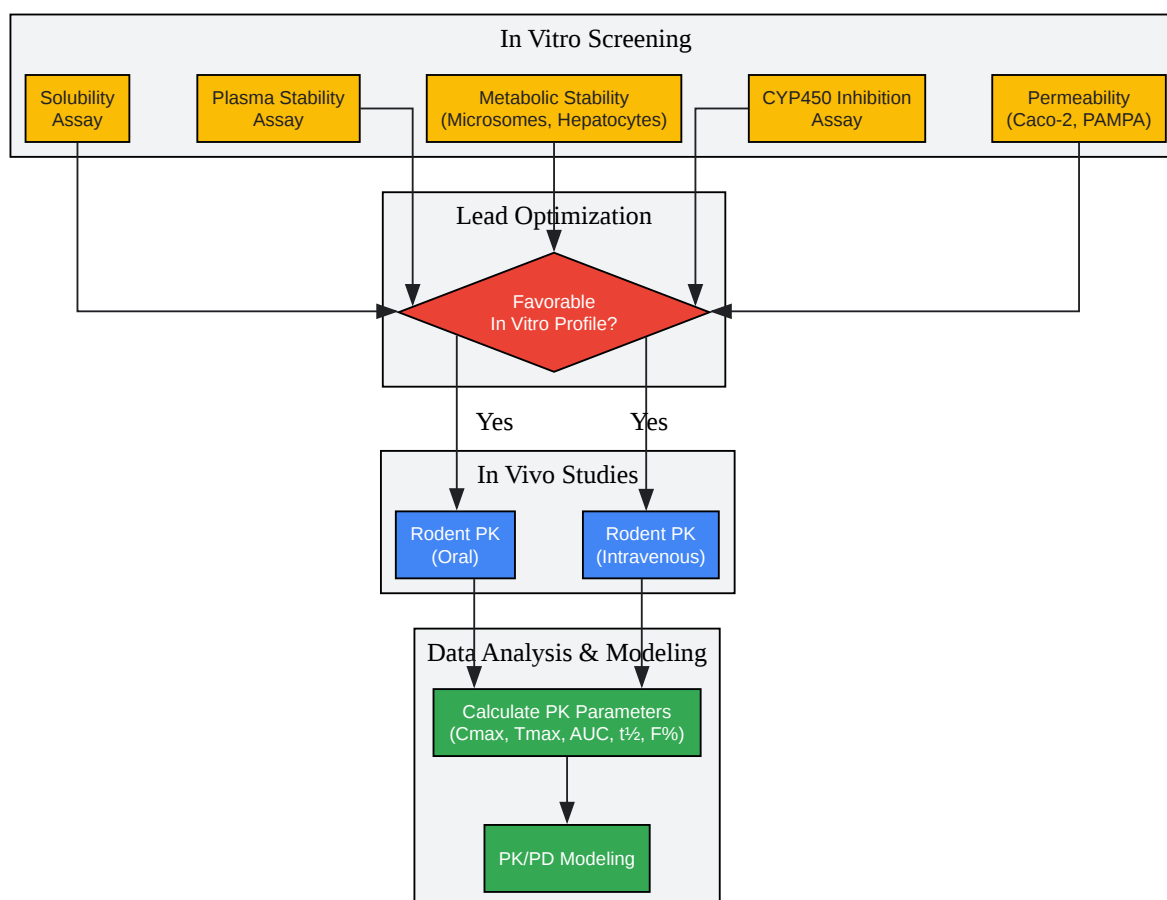 In Vitro Screening
Solubility
Assay
Plasma Stability
Assay
Metabolic Stability
(Microsomes, Hepatocytes)
CYP450 Inhibition
Assay
Permeability
(Caco-2, PAMPA)
Lead Optimization
Favorable
In Vitro Profile?
Yes
Yes
In Vivo Studies
Rodent PK
(Oral)
Rodent PK
(Intravenous)
Data Analysis & Modeling
Calculate PK Parameters
(Cmax, Tmax, AUC, t½, F%)
PK/PD Modeling